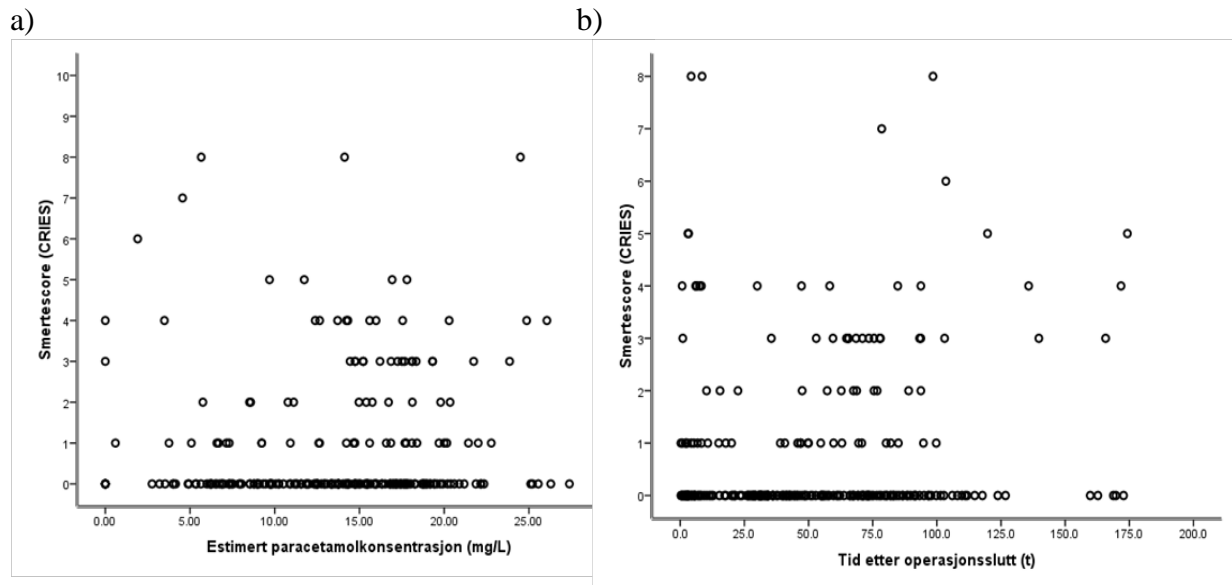 a)
10
9
8
7
6
5
4
3
2
1
0
Smertescore (CRIES)
0.00 5.00 10.00 15.00 20.00 25.00
Estimert paracetamolkonsentrasjon (mg/L)
b)
8
7
6
5
4
3
2
1
0
Smertescore (CRIES)
0.0 25.0 50.0 75.0 100.0 125.0 150.0 175.0 200.0
Tid etter operasjonsslutt (t)